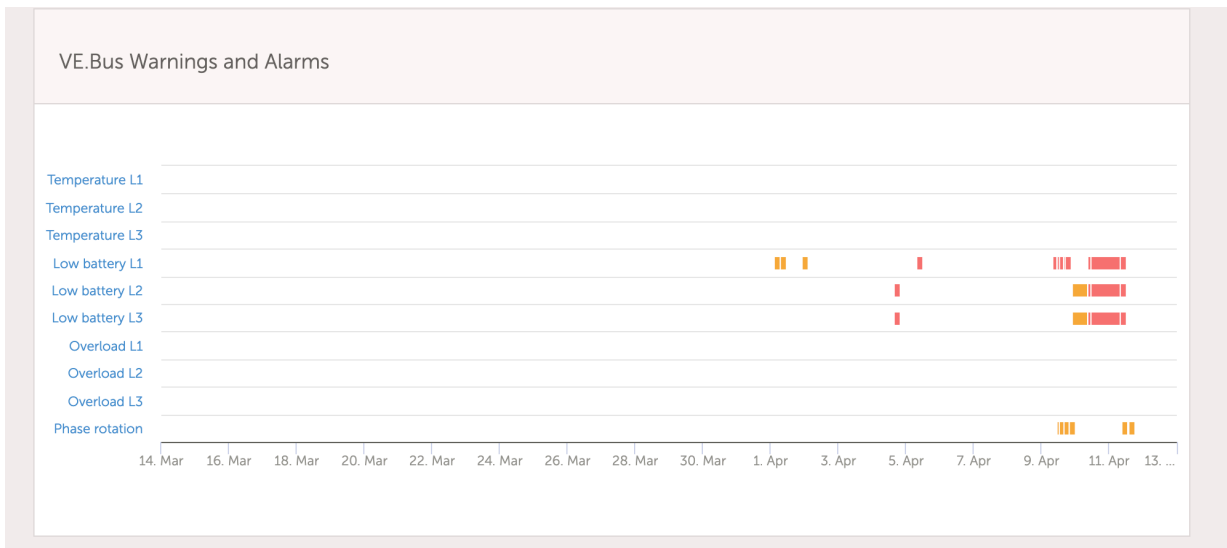 VE.Bus Warnings and Alarms
Temperature L1
Temperature L2
Temperature L3
Low battery L1
Low battery L2
Low battery L3
Overload L1
Overload L2
Overload L3
Phase rotation
14. Mar 16. Mar 18. Mar 20. Mar 22. Mar 24. Mar 26. Mar 28. Mar 30. Mar 1. Apr 3. Apr 5. Apr 7. Apr 9. Apr 11. Apr 13. ...